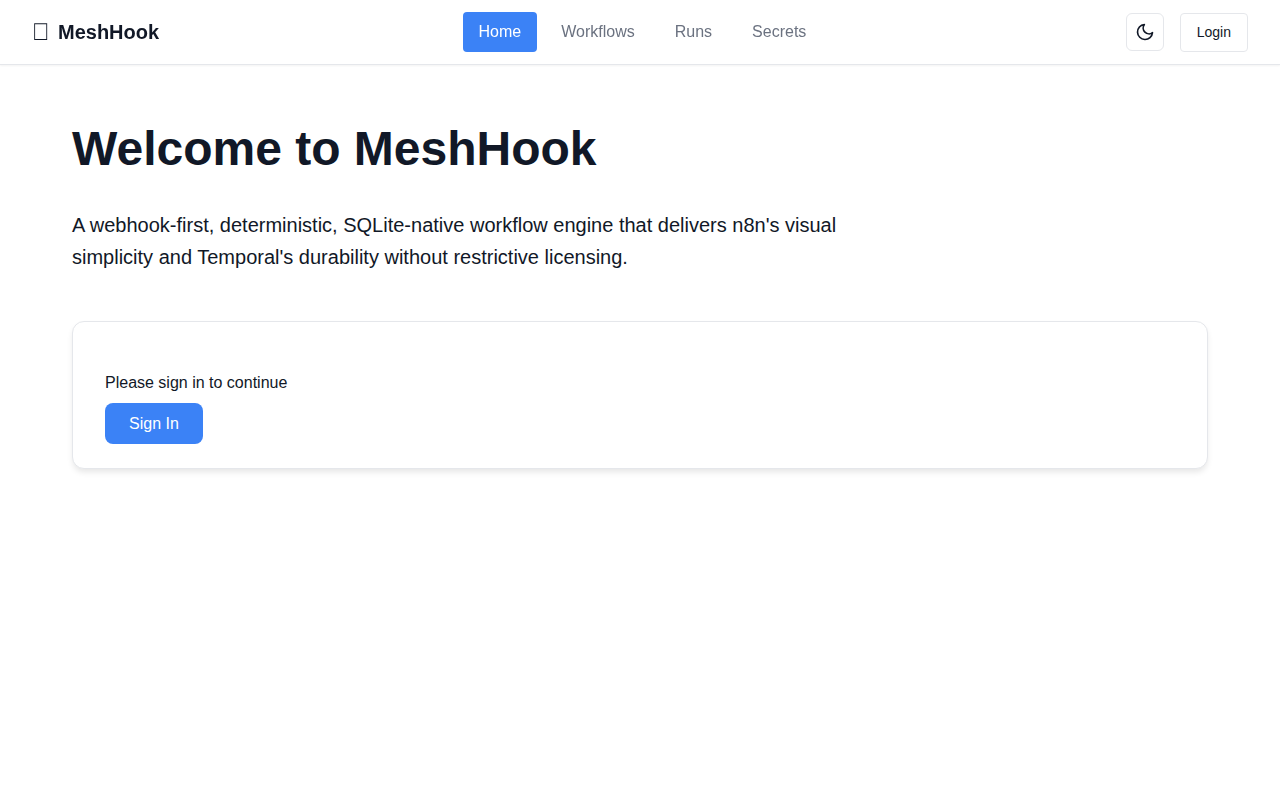 MeshHook
Home
Workflows
Runs
Secrets
Login
Welcome to MeshHook
A webhook-first, deterministic, SQLite-native workflow engine that delivers n8n's visual
simplicity and Temporal's durability without restrictive licensing.
Please sign in to continue
Sign In